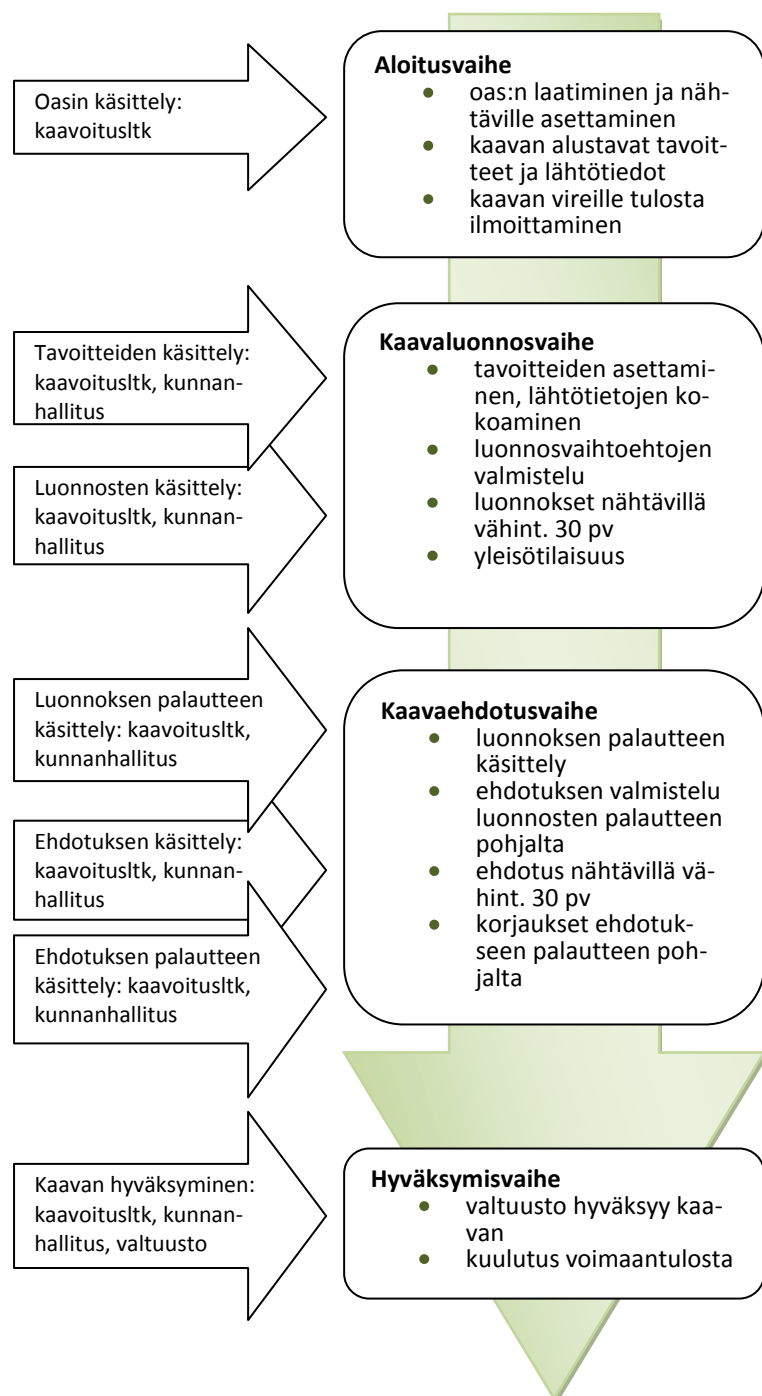 Oasin käsittely:
kaavoitusltk
Aloitusvaihe
• oas:n laatiminen ja näh-
täville asettaminen
• kaavan alustavat tavoit-
teet ja lähtötiedot
• kaavan vireille tulosta
ilmoittaminen
Tavoitteiden käsittely:
kaavoitusltk, kunnan-
hallitus
Luonnosten käsittely:
kaavoitusltk, kunnan-
hallitus
Kaavaluonnosvaihe
• tavoitteiden asettami-
nen, lähtötietojen ko-
koaminen
• luonnosvaihtoehtojen
valmistelu
• luonnokset nähtävillä
vähint. 30 pv
• yleisötilaisuus
Luonnoksen palautteen
käsittely: kaavoitusltk,
kunnanhallitus
Ehdotuksen käsittely:
kaavoitusltk, kunnan-
hallitus
Ehdotuksen palautteen
käsittely: kaavoitusltk,
kunnanhallitus
Kaavaehdotusvaihe
• luonnoksen palautteen
käsittely
• ehdotuksen valmistelu
luonnosten palautteen
pohjalta
• ehdotus nähtävillä vä-
hint. 30 pv
• korjaukset ehdotuk-
seen palautteen poh-
jalta
Kaavan hyväksyminen:
kaavoitusltk, kunnan-
hallitus, valtuusto
Hyväksymisvaihe
• valtuusto hyväksyy kaa-
van
• kuulutus voimaantulosta